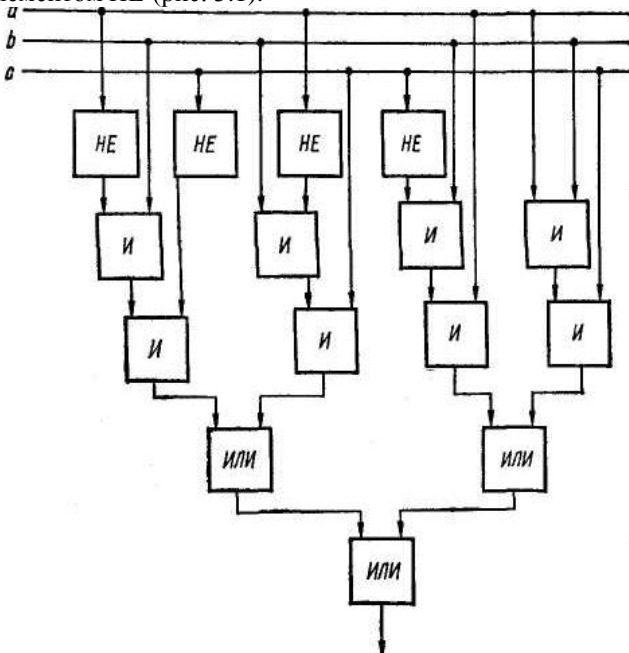 a
b
c
НЕ НЕ НЕ НЕ
И И И И
И И И И
ИЛИ ИЛИ
ИЛИ